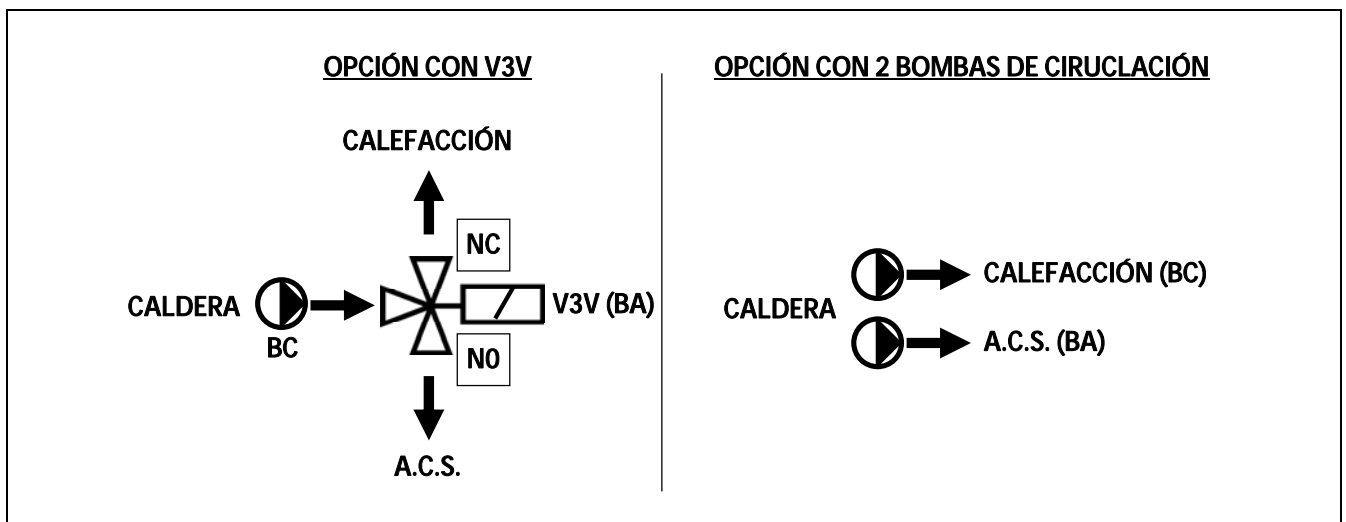 OPCIÓN CON V3V
CALEFACCIÓN
NC
CALDERA
V3V (BA)
BC
N0
A.C.S.
OPCIÓN CON 2 BOMBAS DE CIRUCLACIÓN
CALEFACCIÓN (BC)
CALDERA
A.C.S. (BA)